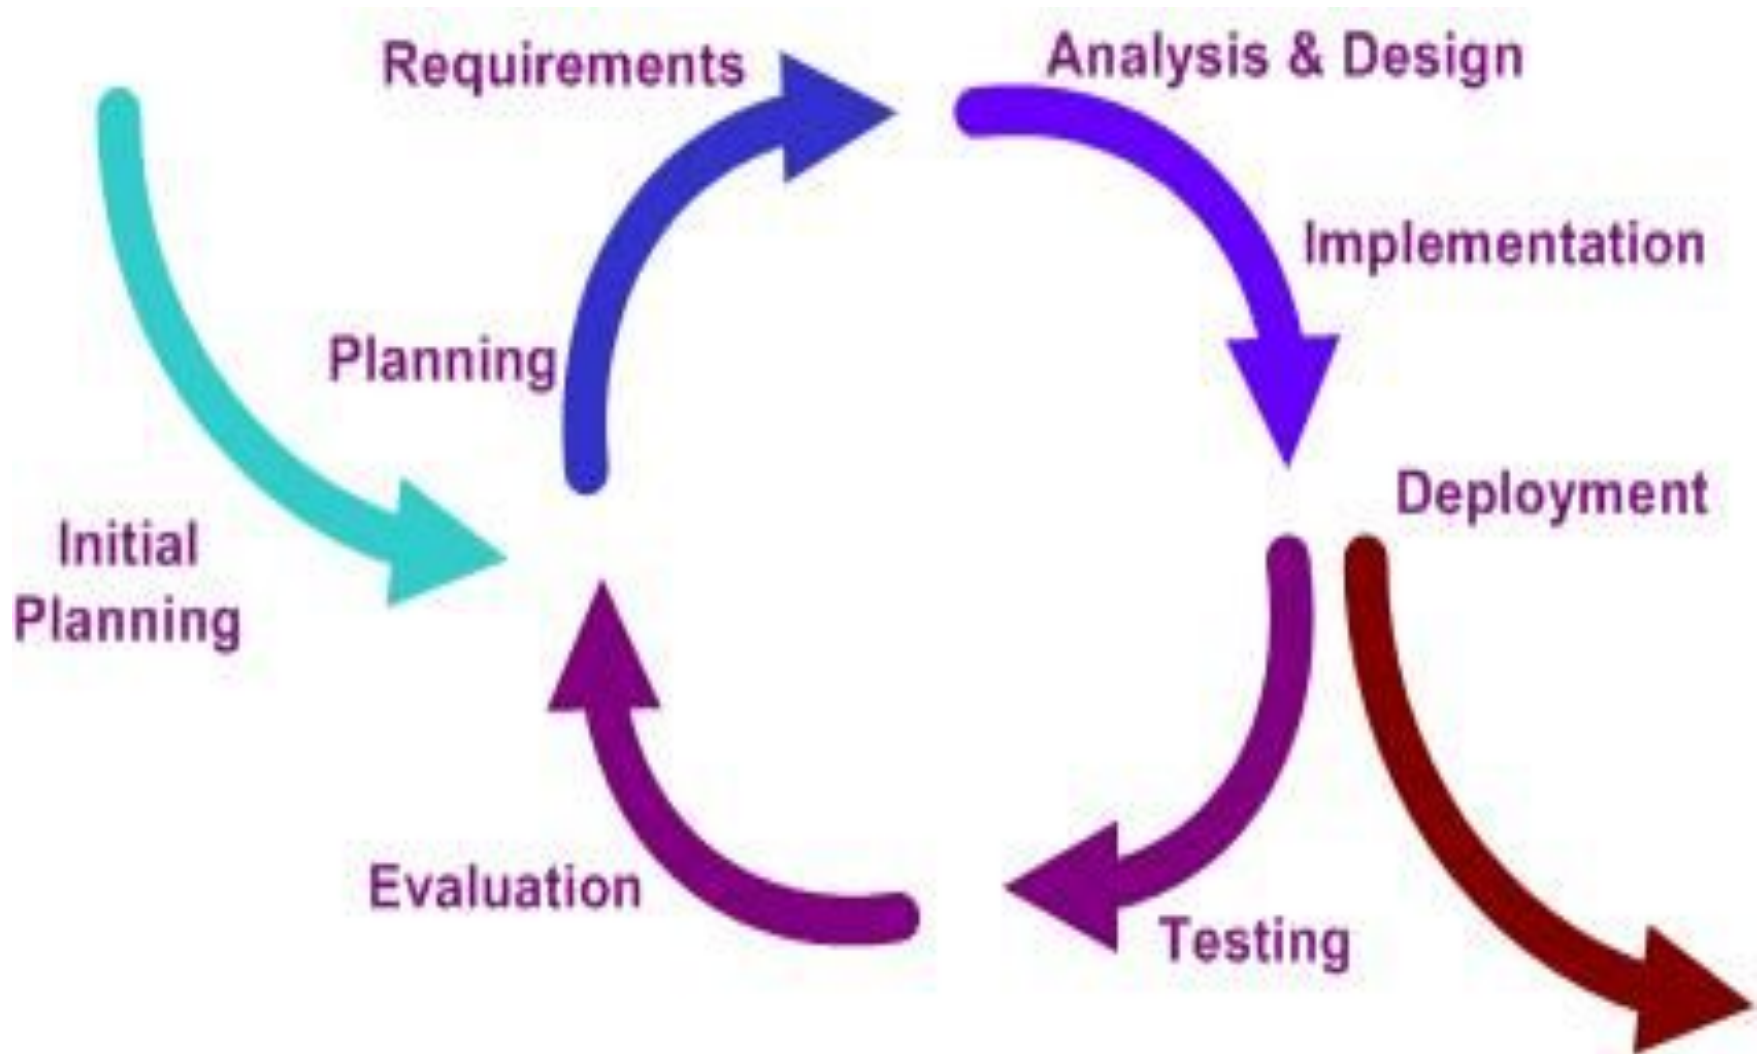 Requirements
Analysis & Design
Implementation
Planning
Deployment
Initial
Planning
Evaluation
Testing